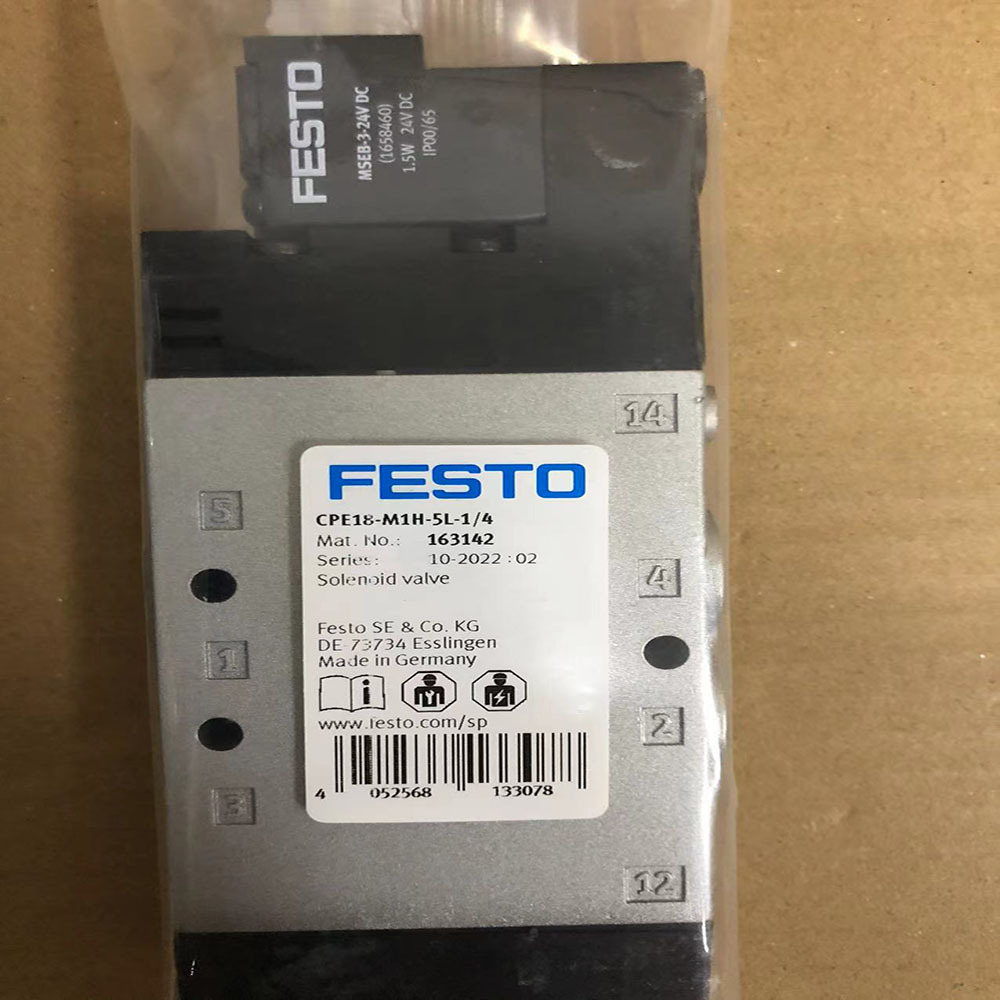 FESTO
MSEB-3-24V DC
(1658460)
1.5W 24V DC
IP00/65
14
5
4
1
2
3
12
FESTO
CPE18-M1H-5L-1/4
Mat. No.: 163142
Series: 10-2022 : 02
Solenoid valve
Festo SE & Co. KG
DE-73734 Esslingen
Made in Germany
www.festo.com/sp
4 052568 133078